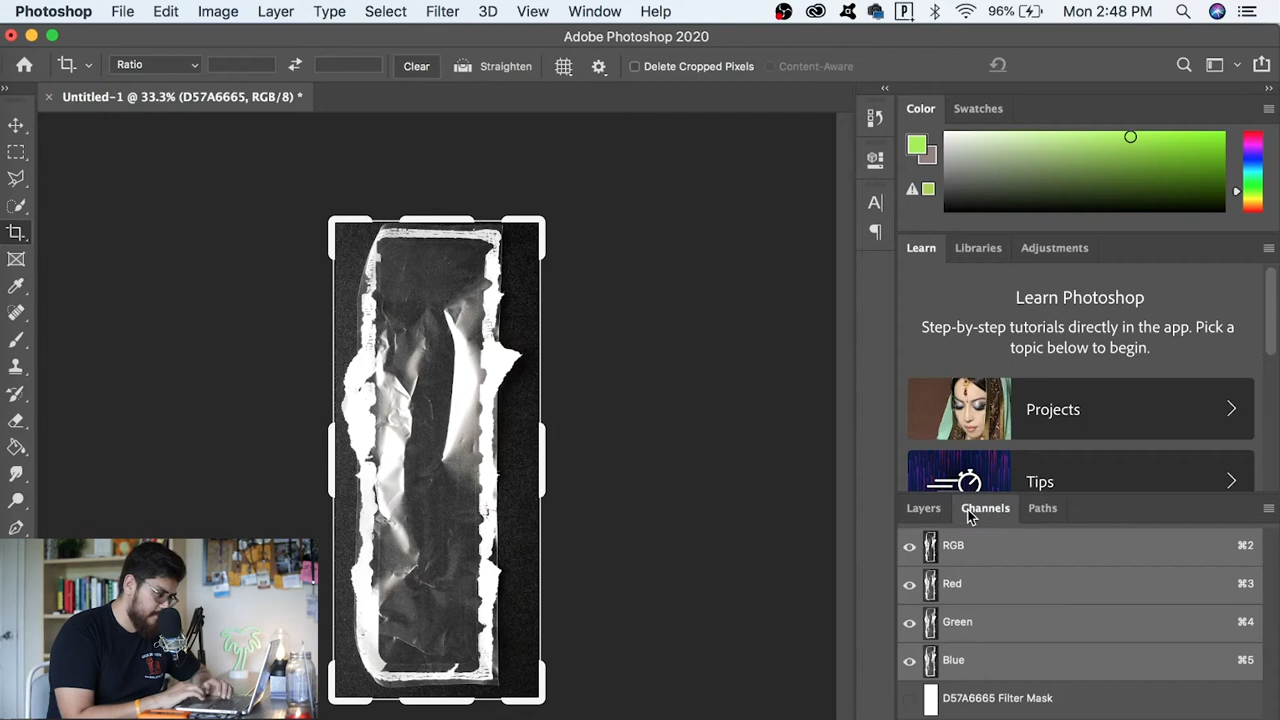 Photoshop File Edit Image Layer Type Select Filter 3D View Window Help 96% Mon 2:48 PM
Adobe Photoshop 2020
Ratio Clear Straighten Delete Cropped Pixels Content-Aware
× Untitled-1 @ 33.3% (D57A6665, RGB/8) *
Color Swatches
Learn Libraries Adjustments
Learn Photoshop
Step-by-step tutorials directly in the app. Pick a
topic below to begin.
Projects
Tips
Layers Channels Paths
RGB ⌘2
Red ⌘3
Green ⌘4
Blue ⌘5
D57A6665 Filter Mask